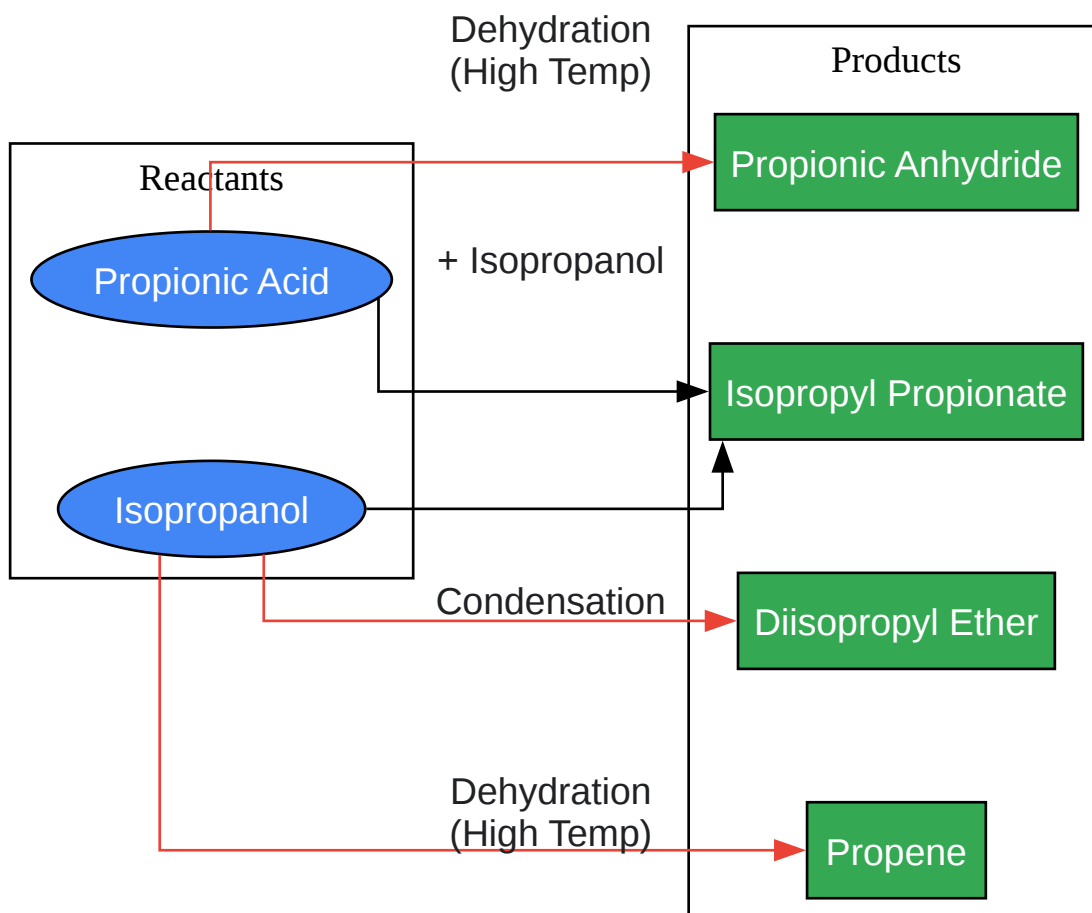 Dehydration
(High Temp)
Products
Propionic Anhydride
Reactants
+ Isopropanol
Propionic Acid
Isopropyl Propionate
Isopropanol
Condensation
Diisopropyl Ether
Dehydration
(High Temp)
Propene